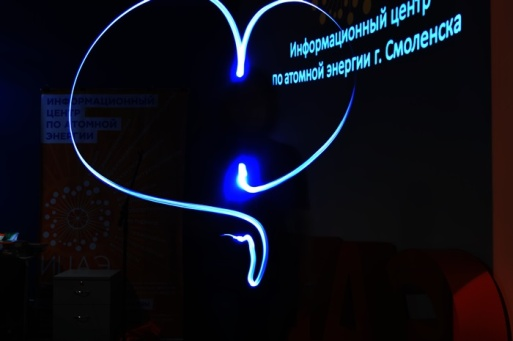 Информационный центр
по атомной энергии г. Смоленска
ИНФОРМАЦИОННЫЙ
ЦЕНТР
ПО АТОМНОЙ
ЭНЕРГИИ